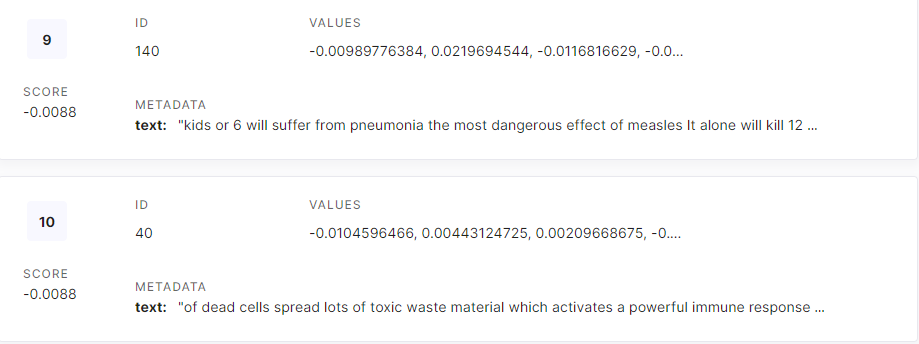 ID VALUES
9 140 -0.00989776384, 0.0219694544, -0.0116816629, -0.0...
SCORE
-0.0088
METADATA
text: "kids or 6 will suffer from pneumonia the most dangerous effect of measles It alone will kill 12 ...
ID VALUES
10 40 -0.0104596466, 0.00443124725, 0.00209668675, -0....
SCORE
-0.0088
METADATA
text: "of dead cells spread lots of toxic waste material which activates a powerful immune response ...